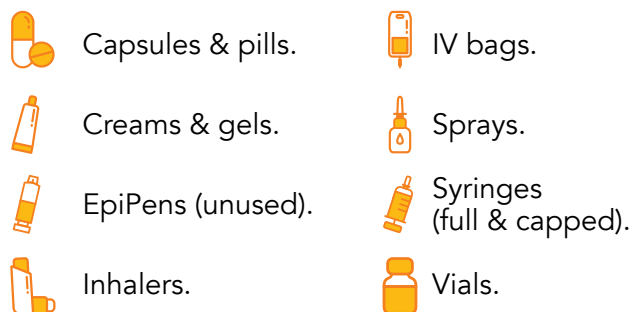 Capsules & pills.
Creams & gels.
EpiPens (unused).
Inhalers.
IV bags.
Sprays.
Syringes
(full & capped).
Vials.